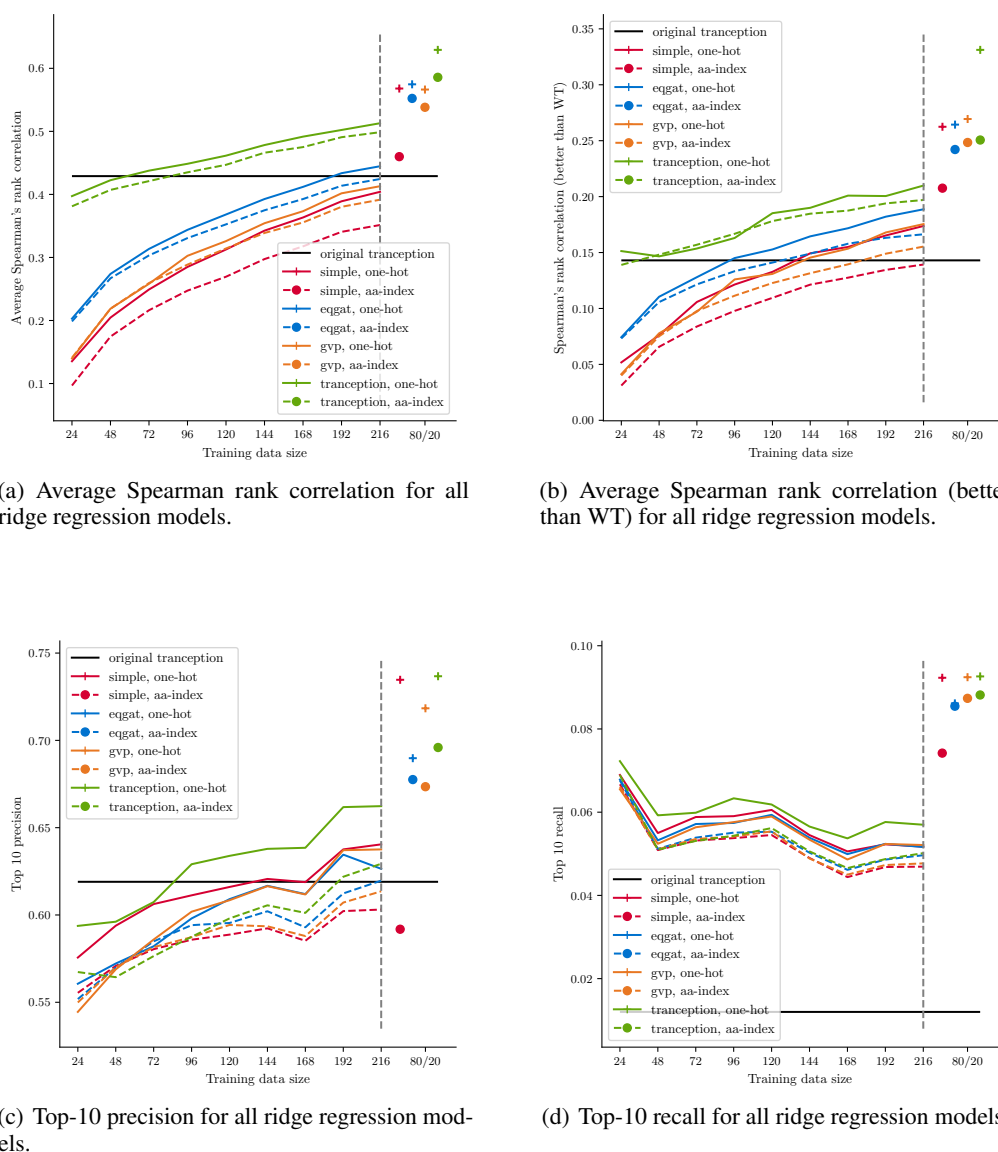 0.6
0.5
0.4
0.3
0.2
0.1
Average Spearman's rank correlation
original tranception
simple, one-hot
simple, aa-index
eqgat, one-hot
eqgat, aa-index
gvp, one-hot
gvp, aa-index
tranception, one-hot
tranception, aa-index
24 48 72 96 120 144 168 192 216 80/20
Training data size
(a) Average Spearman rank correlation for all
ridge regression models.
0.35
0.30
0.25
0.20
0.15
0.10
0.05
0.00
Spearman's rank correlation (better than WT)
original tranception
simple, one-hot
simple, aa-index
eqgat, one-hot
eqgat, aa-index
gvp, one-hot
gvp, aa-index
tranception, one-hot
tranception, aa-index
24 48 72 96 120 144 168 192 216 80/20
Training data size
(b) Average Spearman rank correlation (bette
than WT) for all ridge regression models.
0.75
0.70
0.65
0.60
0.55
Top 10 precision
original tranception
simple, one-hot
simple, aa-index
eqgat, one-hot
eqgat, aa-index
gvp, one-hot
gvp, aa-index
tranception, one-hot
tranception, aa-index
24 48 72 96 120 144 168 192 216 80/20
Training data size
(c) Top-10 precision for all ridge regression mod-
els.
0.10
0.08
0.06
0.04
0.02
Top 10 recall
original tranception
simple, one-hot
simple, aa-index
eqgat, one-hot
eqgat, aa-index
gvp, one-hot
gvp, aa-index
tranception, one-hot
tranception, aa-index
24 48 72 96 120 144 168 192 216 80/20
Training data size
(d) Top-10 recall for all ridge regression models